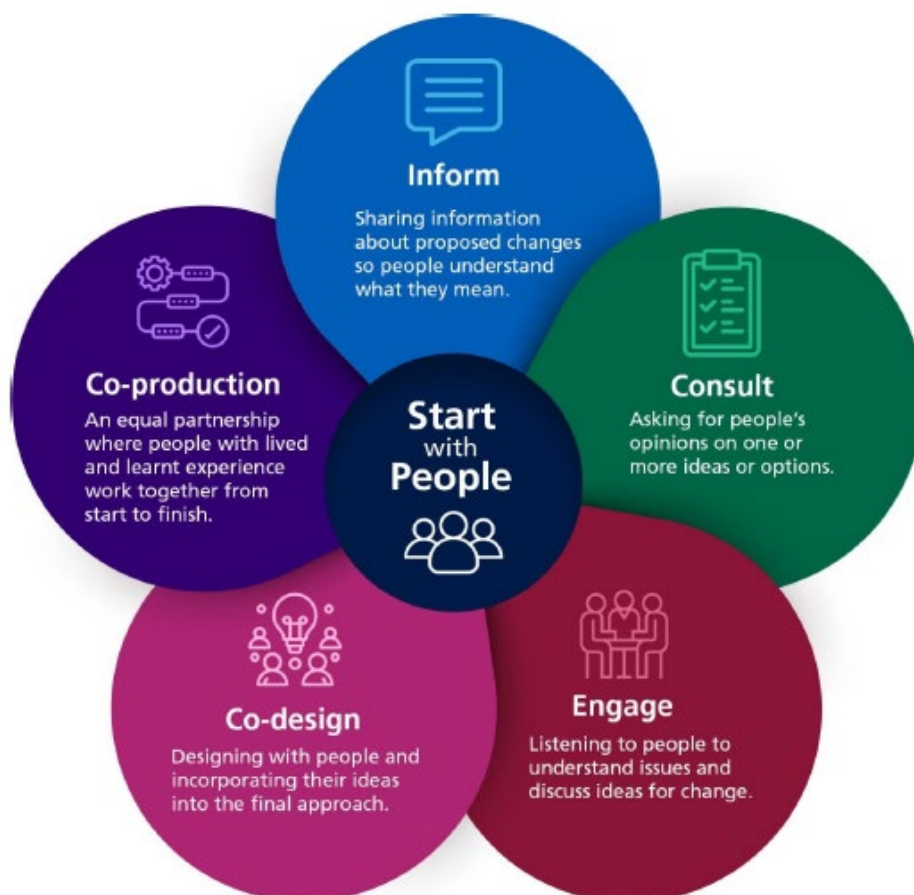 Inform
Sharing information
about proposed changes
so people understand
what they mean.
Consult
Asking for people's
opinions on one or
more ideas or options.
Engage
Listening to people to
understand issues and
discuss ideas for change.
Co-design
Designing with people and
incorporating their ideas
into the final approach.
Co-production
An equal partnership
where people with lived
and learnt experience
work together from
start to finish.
Start
with
People